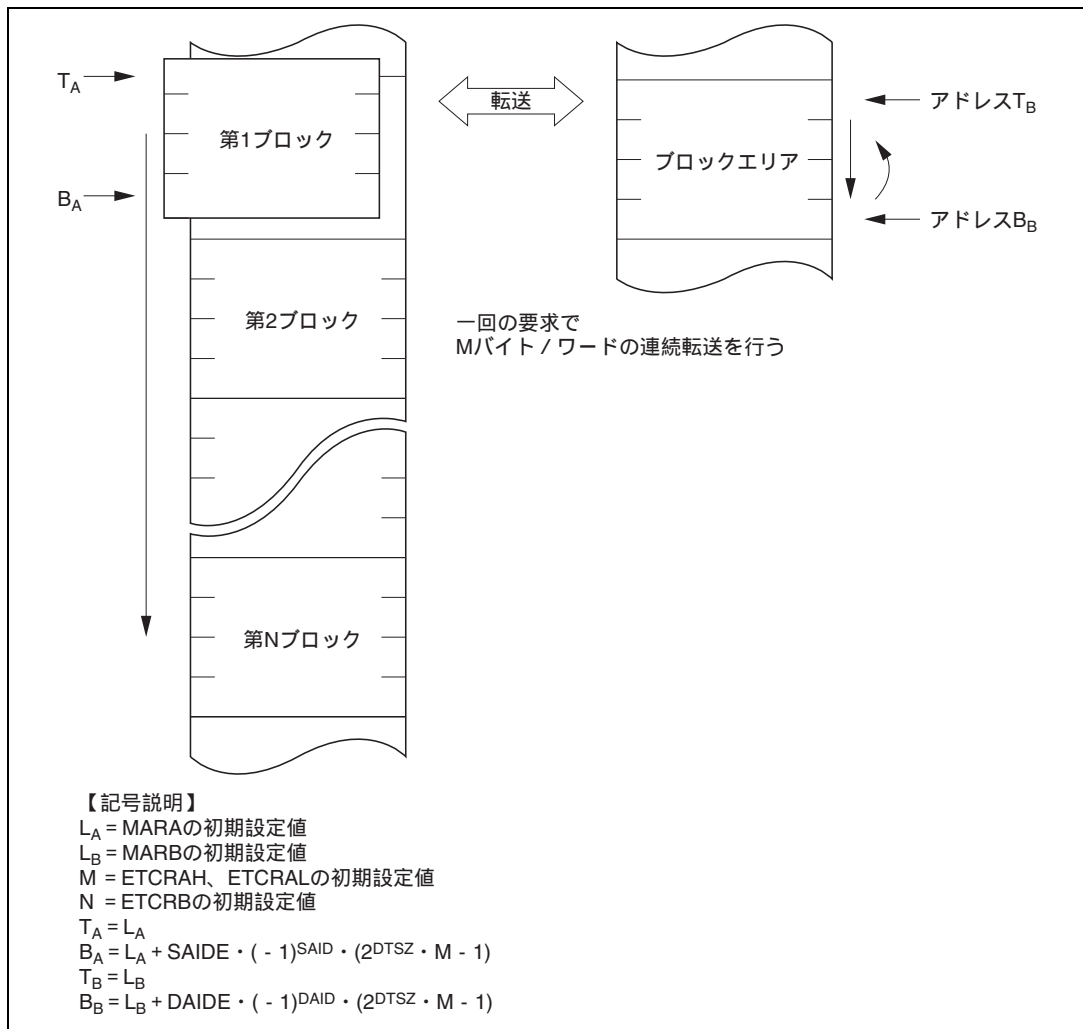 T_A
第1ブロック
B_A
転送
アドレスT_B
ブロックエリア
アドレスB_B
第2ブロック
一回の要求で
Mバイト / ワードの連続転送を行う
第Nブロック
【記号説明】
L_A = MARAの初期設定値
L_B = MARBの初期設定値
M = ETCRAH、ETCRALの初期設定値
N = ETCRBの初期設定値
T_A = L_A
B_A = L_A + SAIDE・( - 1)^SAID・(2^DTSZ・M - 1)
T_B = L_B
B_B = L_B + DAIDE・( - 1)^DAID・(2^DTSZ・M - 1)